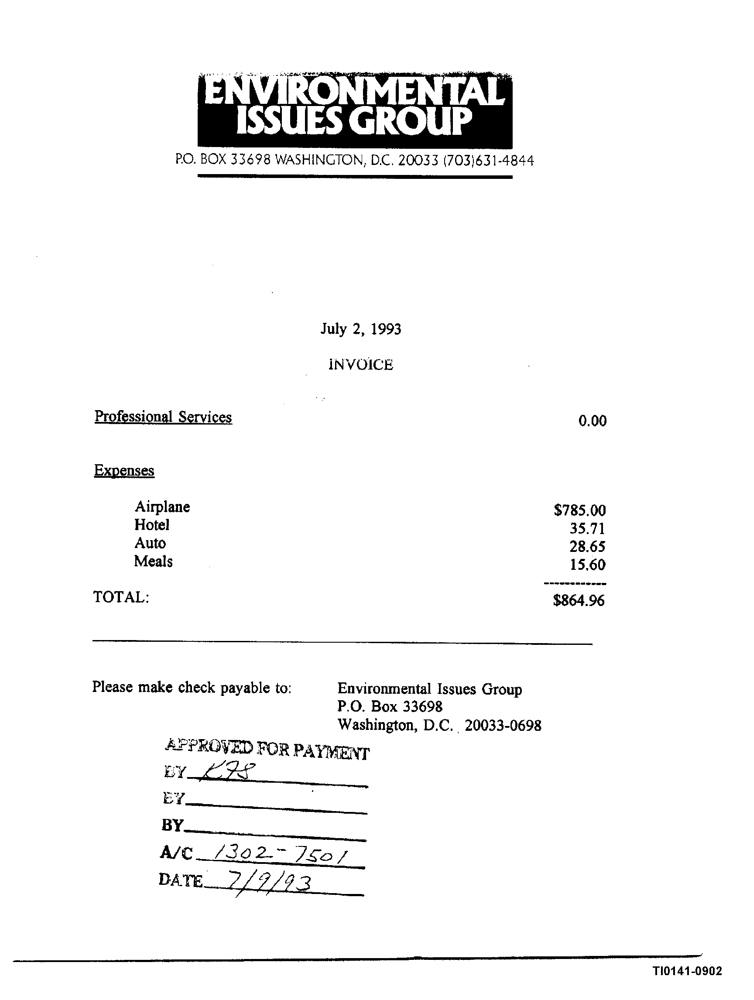 ENVIRONMENTAL
ISSUES GROUP
P.O. BOX 33698 WASHINGTON, D.C. 20033 (703)631-4844
July 2, 1993
INVOICE
Professional Services 0.00
Expenses
Airplane $785.00
Hotel 35.71
Auto 28.65
Meals 15.60
------------
TOTAL: $864.96
Please make check payable to: Environmental Issues Group
P.O. Box 33698
Washington, D.C. 20033-0698
APPROVED FOR PAYMENT
BY
BY
BY
A/C 1302-7501
DATE 7/9/93
TI0141-0902